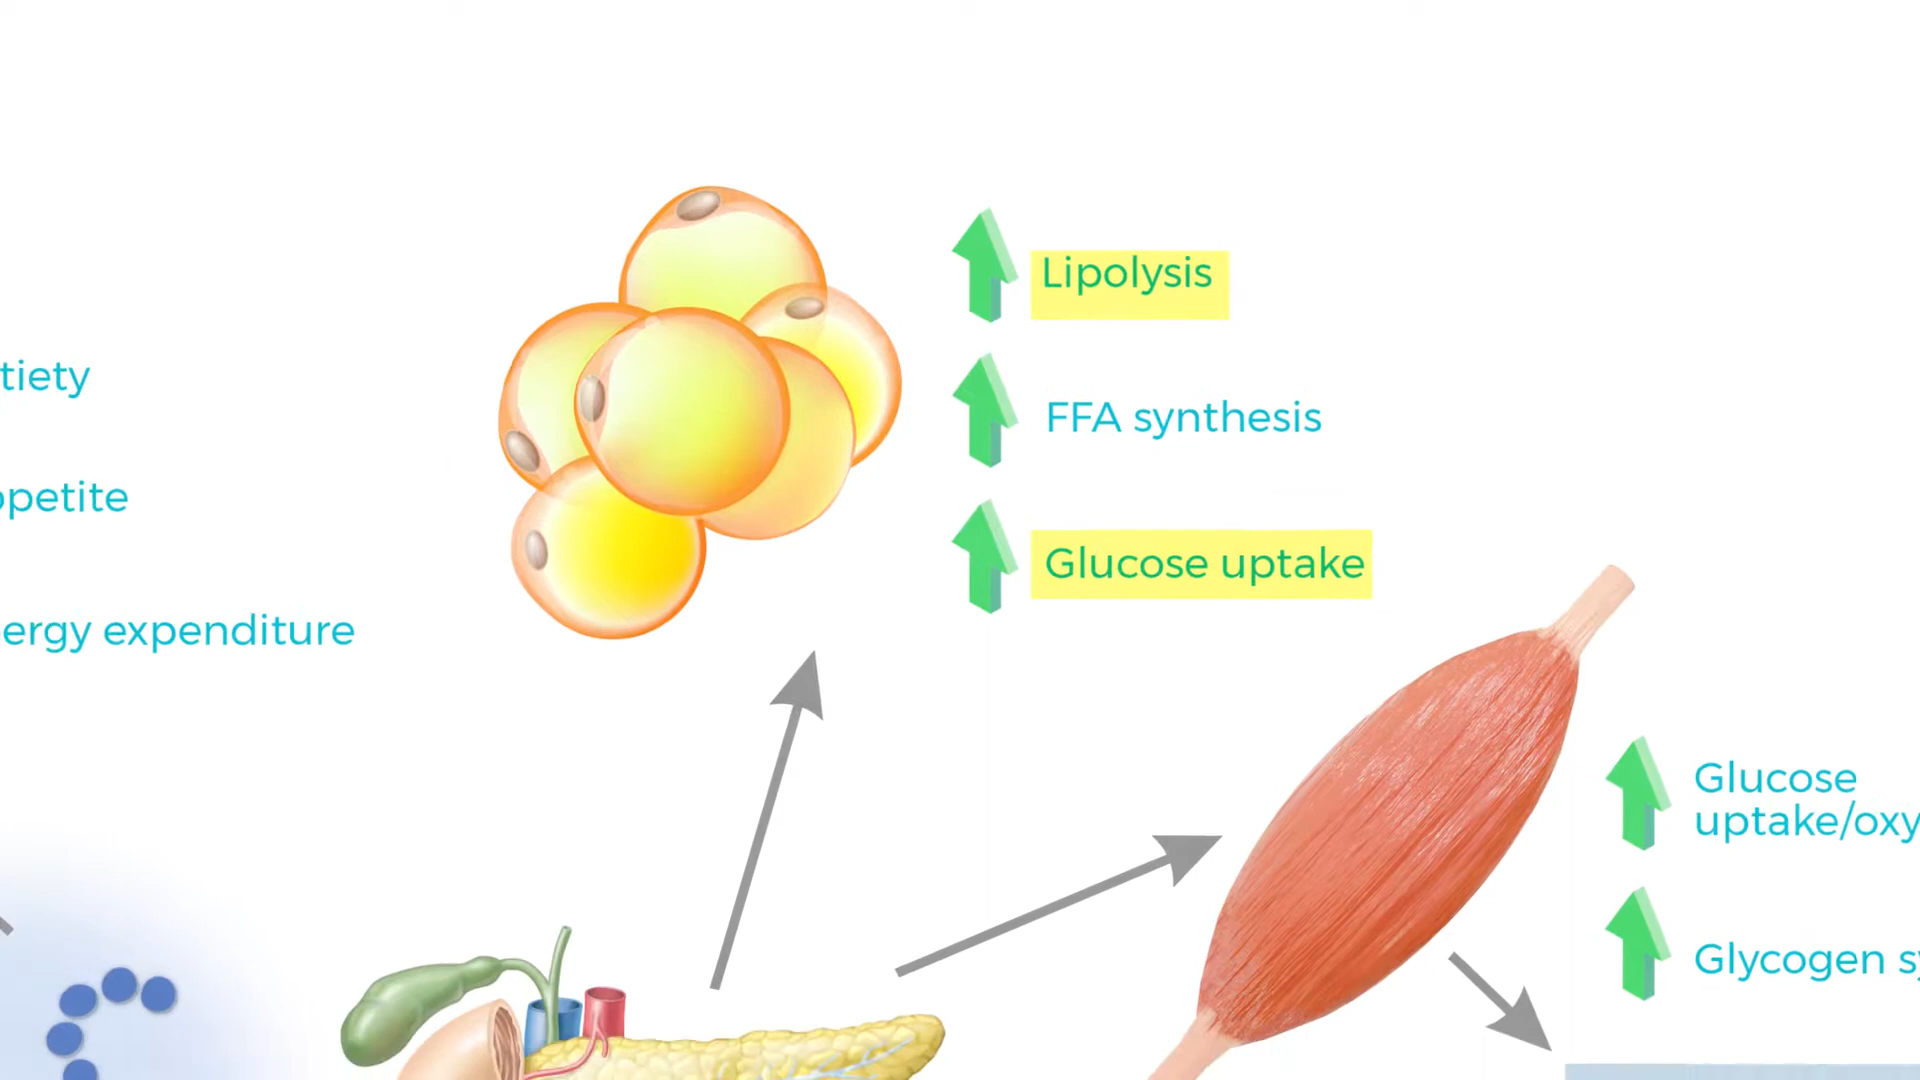 Lipolysis
FFA synthesis
Glucose uptake
tiety
petite
ergy expenditure
Glucose
uptake/oxy
Glycogen